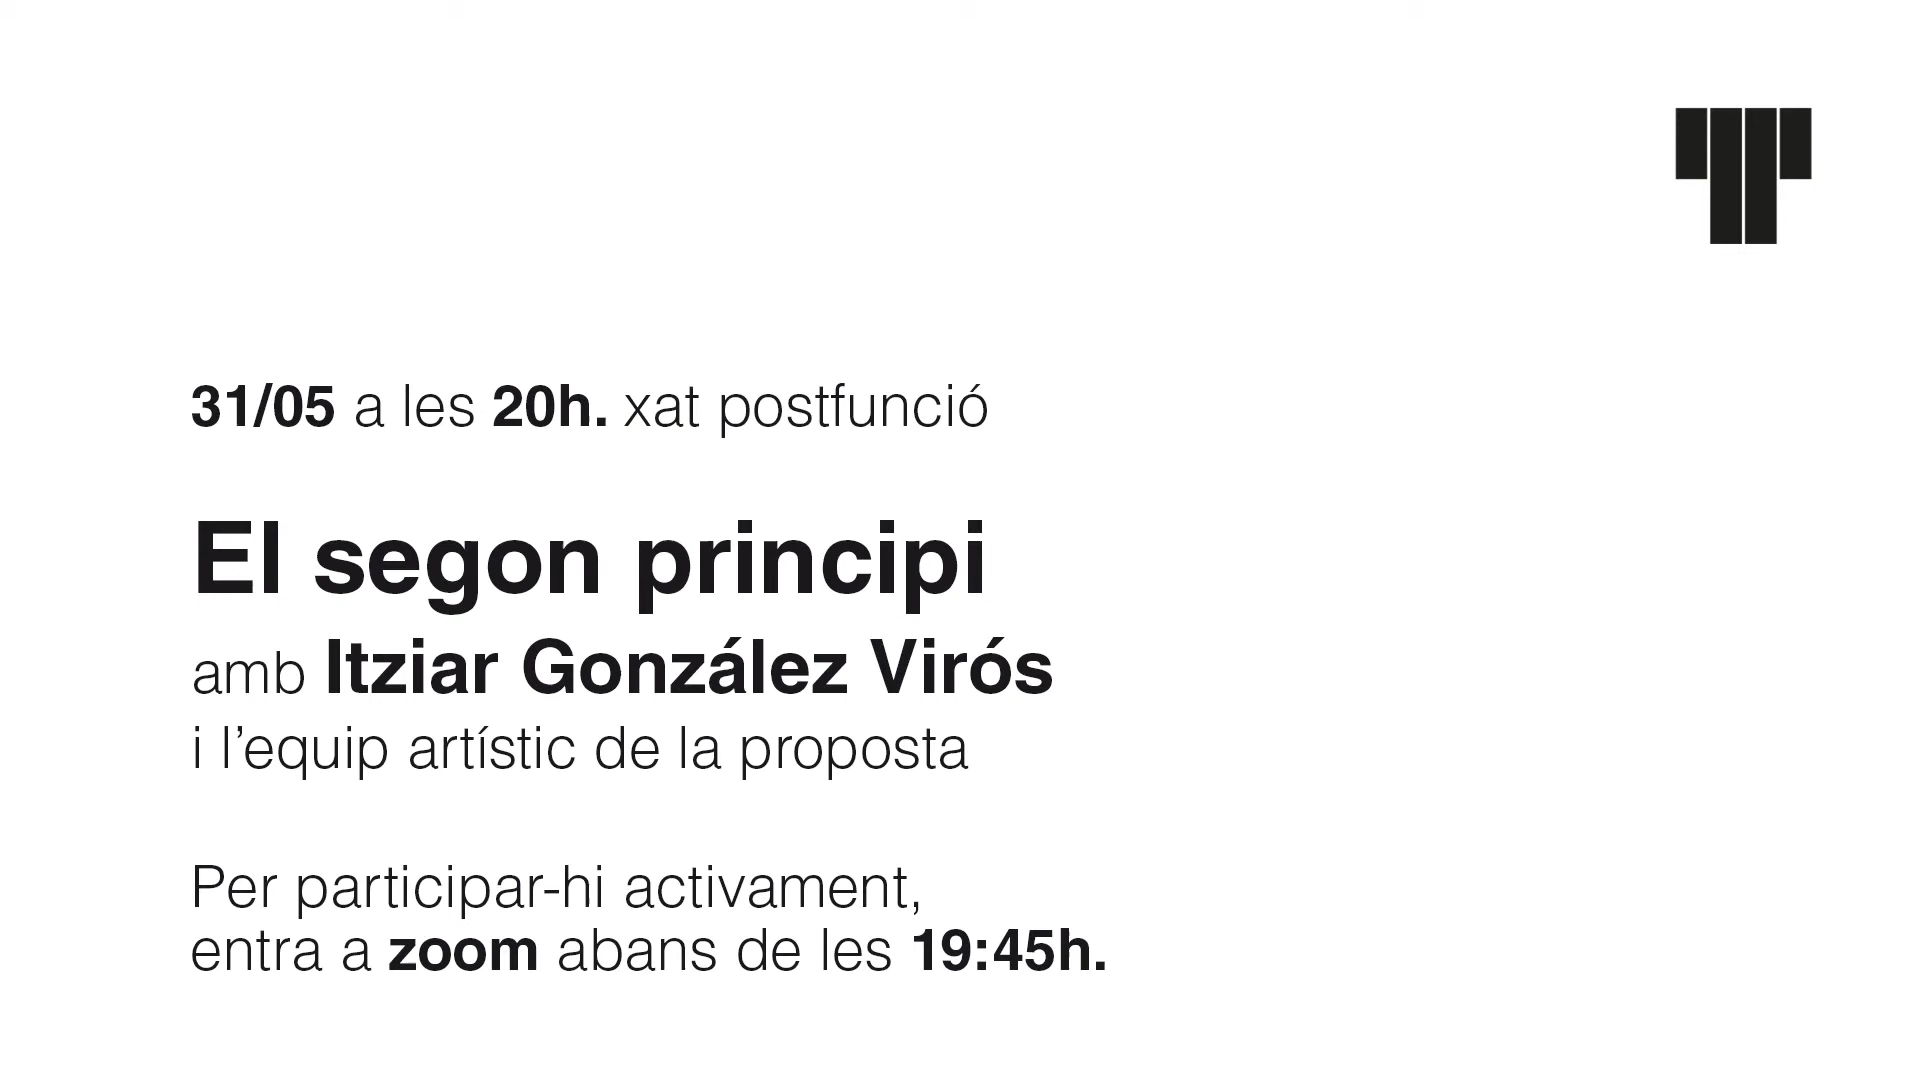 31/05 a les 20h. xat postfunció
El segon principi
amb Itziar González Virós
i l’equip artístic de la proposta
Per participar-hi activament,
entra a zoom abans de les 19:45h.